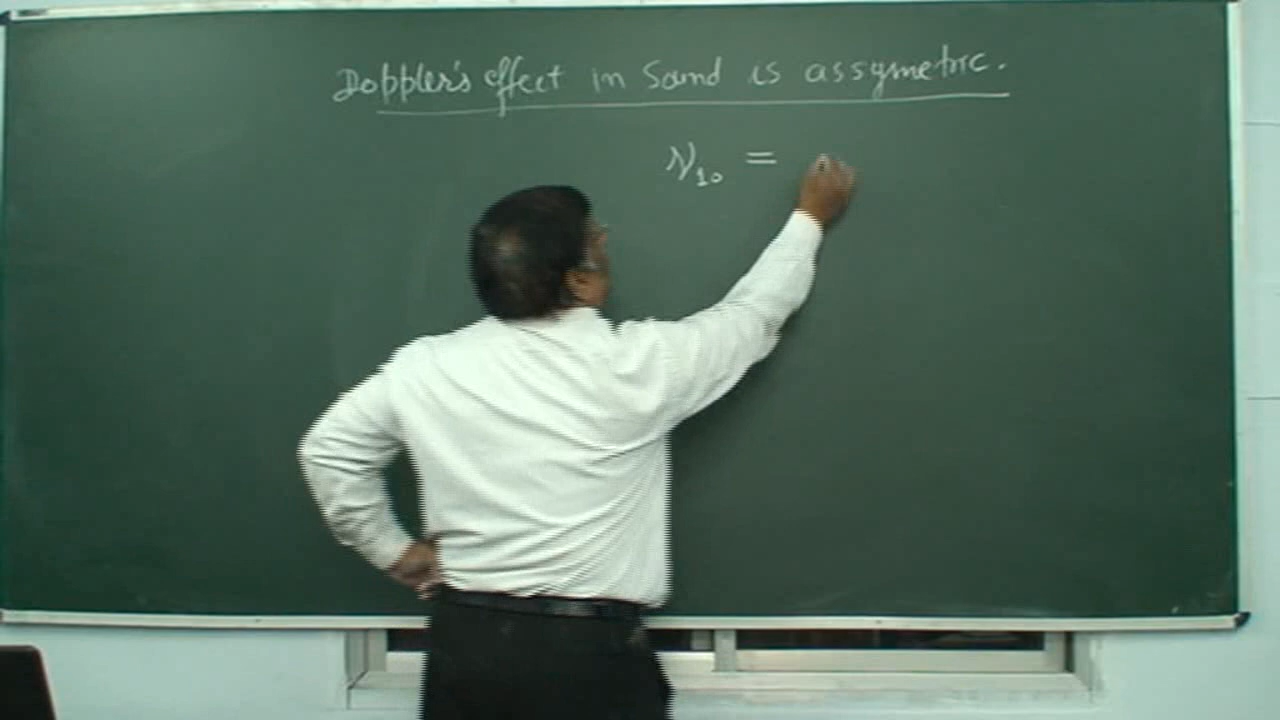 Doppler's effect in Sound is assymetric.
ν₁₀ =